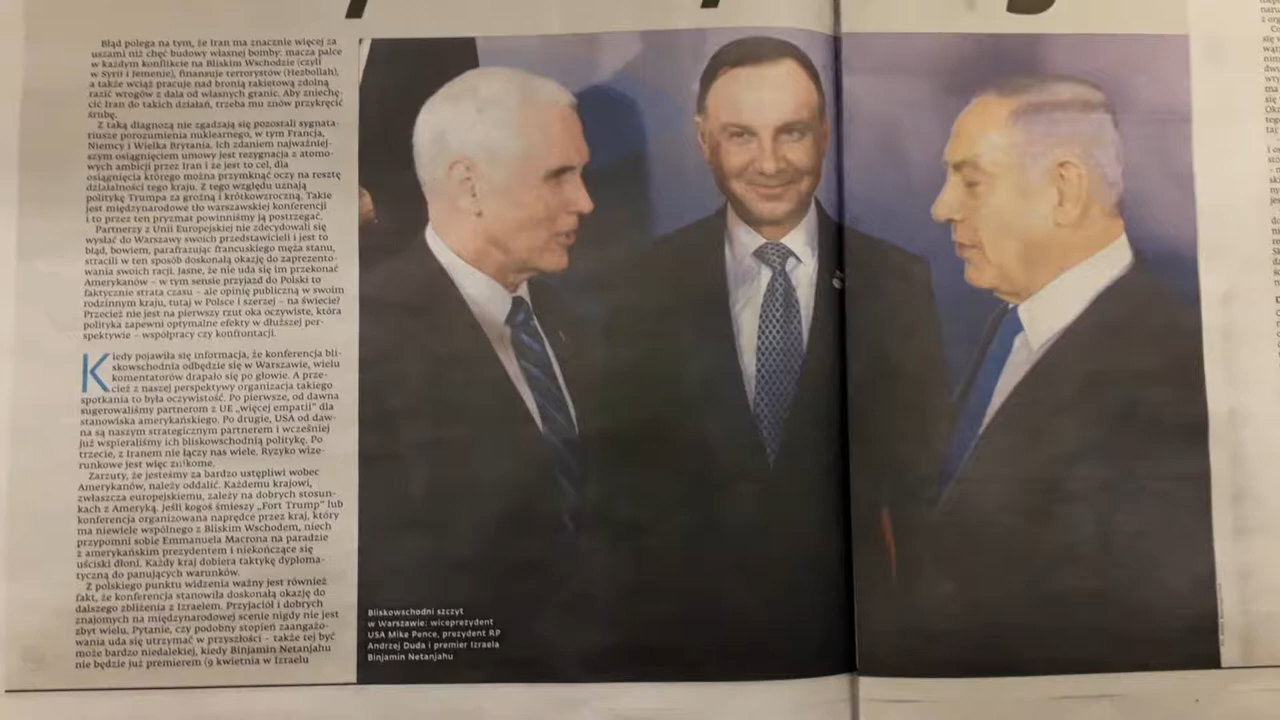 Błąd polega na tym, że Iran ma znacznie więcej za
uszami niż chęć budowy własnej bomby: macza palce
w każdym konflikcie na Bliskim Wschodzie (czyli
w Syrii i Jemenie), finansuje terrorystów (Hezbollah),
a także wciąż pracuje nad bronią rakietową zdolną
razić wrogów z dala od własnych granic. Aby zniechę-
cić Iran do takich działań, trzeba mu znów przykręcić
śrubę.
Z taką diagnozą nie zgadzają się pozostali sygnata-
riusze porozumienia nuklearnego, w tym Francja,
Niemcy i Wielka Brytania. Ich zdaniem najważniej-
szym osiągnięciem umowy jest rezygnacja z atomo-
wych ambicji przez Iran i że jest to cel, dla
osiągnięcia którego można przymknąć oczy na resztę
działalności tego kraju. Z tego względu uznają
politykę Trumpa za groźną i krótkowzroczną. Takie
jest międzynarodowe tło warszawskiej konferencji
i to przez ten pryzmat powinniśmy ją postrzegać.
Partnerzy z Unii Europejskiej nie zdecydowali się
wysłać do Warszawy swoich przedstawicieli i jest to
błąd, bowiem, parafrazując francuskiego męża stanu,
stracili w ten sposób doskonałą okazję do zaprezento-
wania swoich racji. Jasne, że nie uda się im przekonać
Amerykanów – w tym sensie przyjazd do Polski to
faktycznie strata czasu – ale opinię publiczną w swoim
rodzinnym kraju, tutaj w Polsce i szerzej – na świecie?
Przecież nie jest na pierwszy rzut oka oczywiste, która
polityka zapewni optymalne efekty w dłuższej per-
spektywie – współpracy czy konfrontacji.
Kiedy pojawiła się informacja, że konferencja bli-
skowschodnia odbędzie się w Warszawie, wielu
komentatorów drapało się po głowie. A prze-
cież z naszej perspektywy organizacja takiego
spotkania to była oczywistość. Po pierwsze, od dawna
sugerowaliśmy partnerom z UE „więcej empatii" dla
stanowiska amerykańskiego. Po drugie, USA od daw-
na są naszym strategicznym partnerem i wcześniej
już wspieraliśmy ich bliskowschodnią politykę. Po
trzecie, z Iranem nie łączy nas wiele. Ryzyko wize-
runkowe jest więc znikome.
Zarzuty, że jesteśmy za bardzo ustępliwi wobec
Amerykanów, należy oddalić. Każdemu krajowi,
zwłaszcza europejskiemu, zależy na dobrych stosun-
kach z Ameryką. Jeśli kogoś śmieszy „Fort Trump" lub
konferencja organizowana naprędce przez kraj, który
ma niewiele wspólnego z Bliskim Wschodem, niech
przypomni sobie Emmanuela Macrona na paradzie
z amerykańskim prezydentem i niekończące się
uściski dłoni. Każdy kraj dobiera taktykę dyploma-
tyczną do panujących warunków.
Z polskiego punktu widzenia ważny jest również
fakt, że konferencja stanowiła doskonałą okazję do
dalszego zbliżenia z Izraelem. Przyjaciół i dobrych
znajomych na międzynarodowej scenie nigdy nie jest
zbyt wielu. Pytanie, czy podobny stopień zaangażo-
wania uda się utrzymać w przyszłości – także tej być
może bardzo niedalekiej, kiedy Binjamin Netanjahu
nie będzie już premierem (9 kwietnia w Izraelu
Bliskowschodni szczyt
w Warszawie: wiceprezydent
USA Mike Pence, prezydent RP
Andrzej Duda i premier Izraela
Binjamin Netanjahu